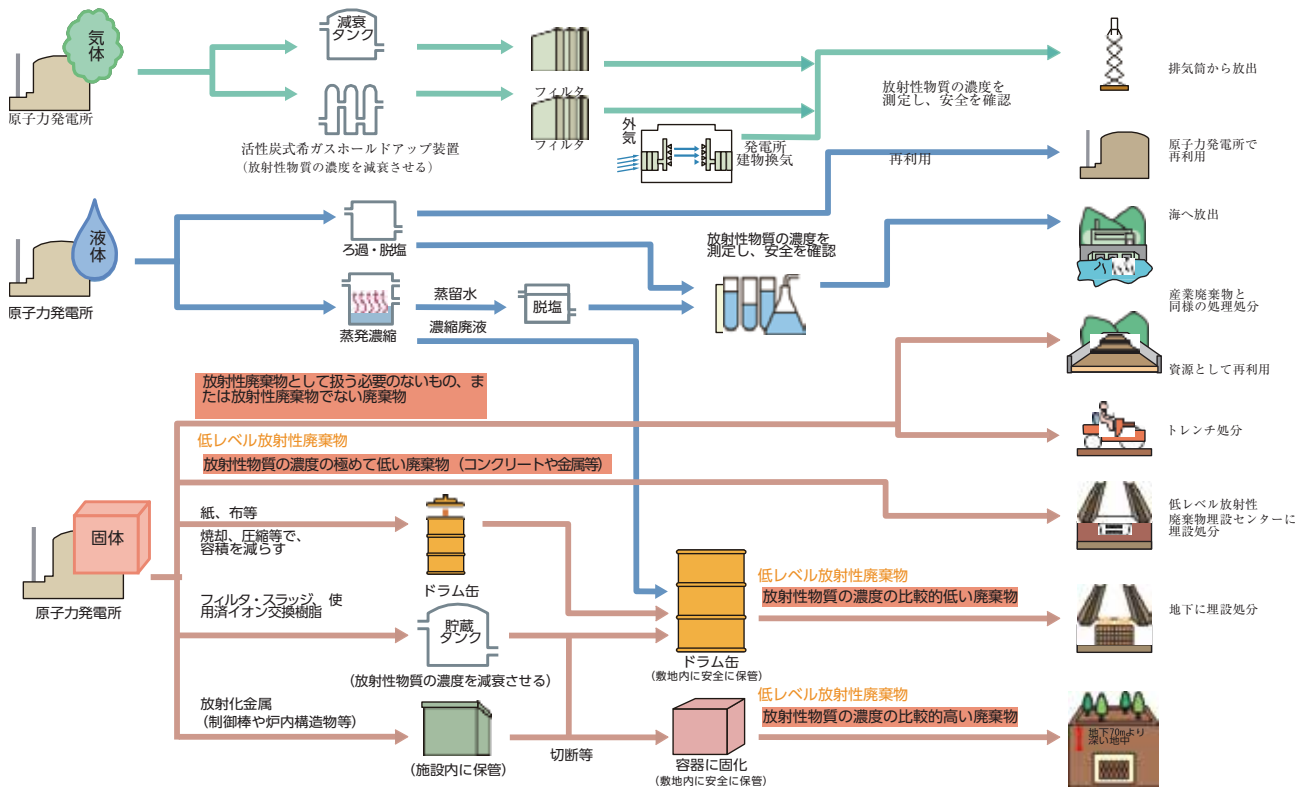 気
体
原子力発電所
減衰
タンク
活性炭式希ガスホールドアップ装置
(放射性物質の濃度を減衰させる)
フィルタ
フィルタ
外
気
発電所
建物換気
放射性物質の濃度を
測定し、安全を確認
排気筒から放出
再利用
原子力発電所で
再利用
液
体
原子力発電所
ろ過・脱塩
蒸発濃縮
蒸留水
濃縮廃液
脱塩
放射性物質の濃度を
測定し、安全を確認
海へ放出
産業廃棄物と
同様の処理処分
資源として再利用
放射性廃棄物として扱う必要のないもの、ま
たは放射性廃棄物でない廃棄物
低レベル放射性廃棄物
放射性物質の濃度の極めて低い廃棄物(コンクリートや金属等)
トレンチ処分
低レベル放射性
廃棄物埋設センターに
埋設処分
固体
原子力発電所
紙、布等
焼却、圧縮等で、
容積を減らす
ドラム缶
フィルタ・スラッジ、使
用済イオン交換樹脂
貯蔵
タンク
(放射性物質の濃度を減衰させる)
放射化金属
(制御棒や炉内構造物等)
(施設内に保管)
切断等
ドラム缶
(敷地内に安全に保管)
低レベル放射性廃棄物
放射性物質の濃度の比較的低い廃棄物
地下に埋設処分
容器に固化
(敷地内に安全に保管)
低レベル放射性廃棄物
放射性物質の濃度の比較的高い廃棄物
地下70mより
深い地中